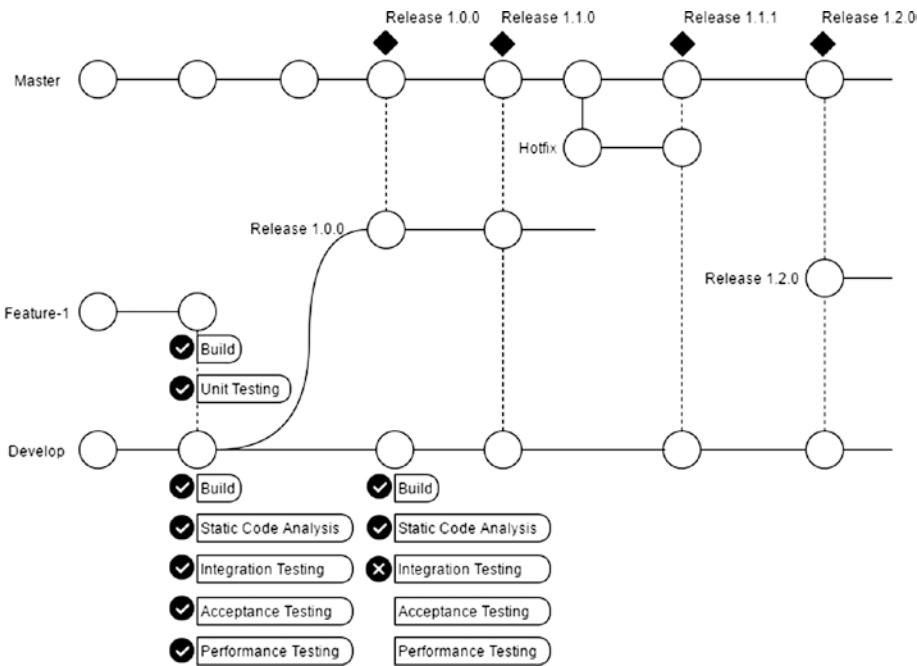 Release 1.0.0
Release 1.1.0
Release 1.1.1
Release 1.2.0
Master
Hotfix
Release 1.0.0
Release 1.2.0
Feature-1
Build
Unit Testing
Develop
Build
Build
Static Code Analysis
Static Code Analysis
Integration Testing
Integration Testing
Acceptance Testing
Acceptance Testing
Performance Testing
Performance Testing